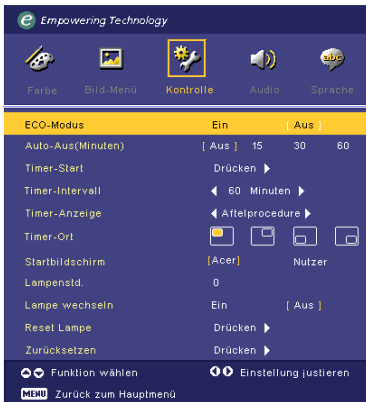 e Empowering Technology
Farbe Bild-Menü Kontrolle Audio abc Sprache
ECO-Modus Ein [ Aus ]
Auto-Aus(Minuten) [ Aus ] 15 30 60
Timer-Start Drücken
Timer-Intervall 60 Minuten
Timer-Anzeige Aftelprocedure
Timer-Ort
Startbildschirm [Acer] Nutzer
Lampenstd. 0
Lampe wechseln Ein [ Aus ]
Reset Lampe Drücken
Zurücksetzen Drücken
Funktion wählen Einstellung justieren
MENU Zurück zum Hauptmenü